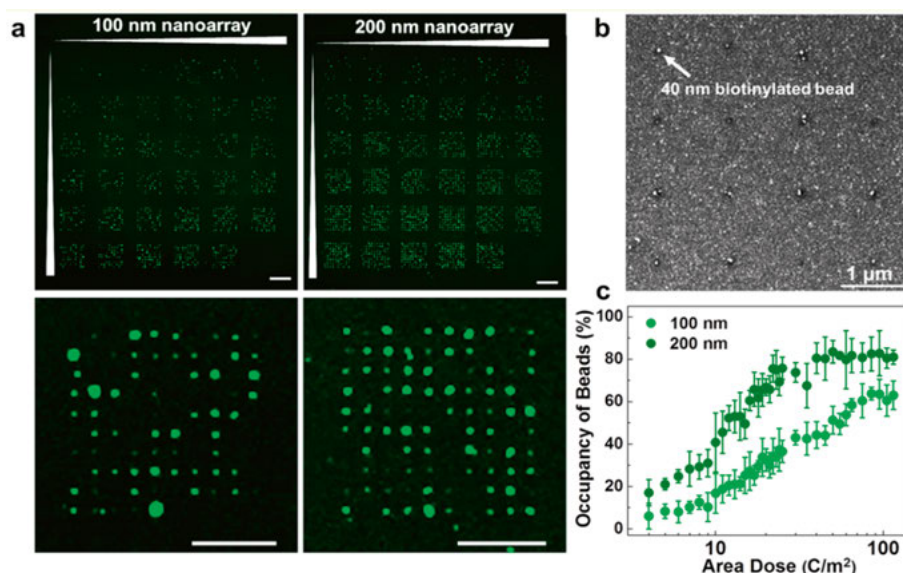 a
100 nm nanoarray
200 nm nanoarray
b
40 nm biotinylated bead
1 µm
c
100 nm
200 nm
Occupancy of Beads (%)
100
80
60
40
20
0
10
100
Area Dose (C/m²)